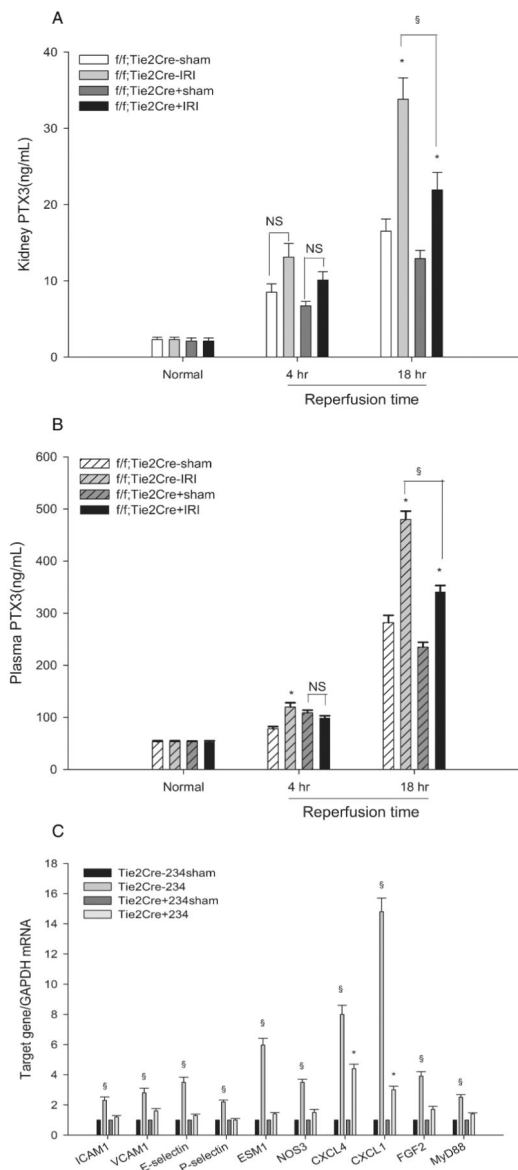 A
§
40
f/f;Tie2Cre-sham
f/f;Tie2Cre-IRI
f/f;Tie2Cre+sham
f/f;Tie2Cre+IRI
*
30
Kidney PTX3(ng/mL)
*
20
NS
NS
10
0
Normal
4 hr
18 hr
Reperfusion time
B
600
f/f;Tie2Cre-sham
f/f;Tie2Cre-IRI
f/f;Tie2Cre+sham
f/f;Tie2Cre+IRI
§
500
*
400
Plasma PTX3(ng/mL)
*
300
200
* NS
100
0
Normal
4 hr
18 hr
Reperfusion time
C
18
Tie2Cre-234sham
Tie2Cre-234
Tie2Cre+234sham
Tie2Cre+234
§
16
14
12
Target gene/GAPDH mRNA
10
§
8
§
6
*
§ § § §
4
§ § *
§
2
0
ICAM1
VCAM1
E-selectin
P-selectin
ESM1
NOS3
CXCL4
CXCL1
FGF2
MyD88